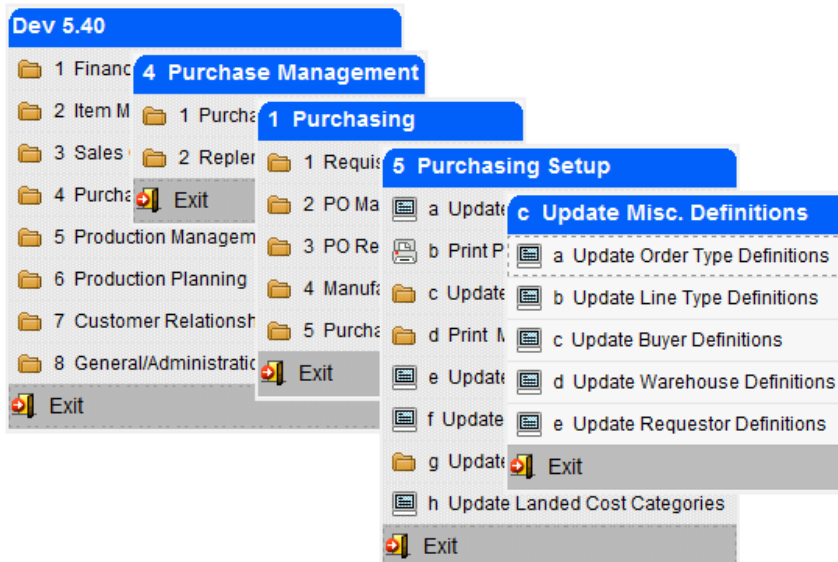 Dev 5.40
1 Financ
2 Item M
3 Sales
4 Purcha
5 Production Managem
6 Production Planning
7 Customer Relationsh
8 General/Administratio
Exit
4 Purchase Management
1 Purcha
2 Repler
Exit
1 Purchasing
1 Requis
2 PO Ma
3 PO Re
4 Manufa
5 Purcha
Exit
5 Purchasing Setup
a Update
b Print P
c Update
d Print M
e Update
f Update
g Update
h Update Landed Cost Categories
Exit
c Update Misc. Definitions
a Update Order Type Definitions
b Update Line Type Definitions
c Update Buyer Definitions
d Update Warehouse Definitions
e Update Requestor Definitions
Exit